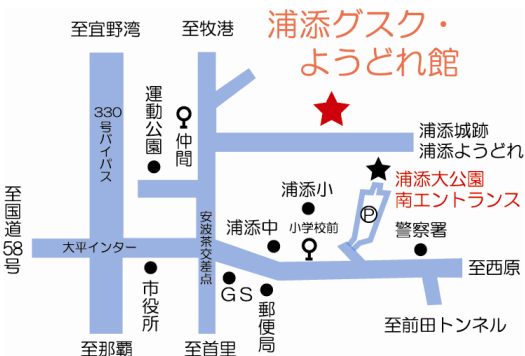 浦添グスク・
ようどれ館
至宜野湾
至牧港
330号バイパス
運動公園
仲間
浦添城跡
浦添ようどれ
浦添大公園
南エントランス
P
浦添小
小学校前
浦添中
警察署
至国道58号
大平インター
安波茶交差点
至西原
市役所
GS
郵便局
至前田トンネル
至那覇
至首里